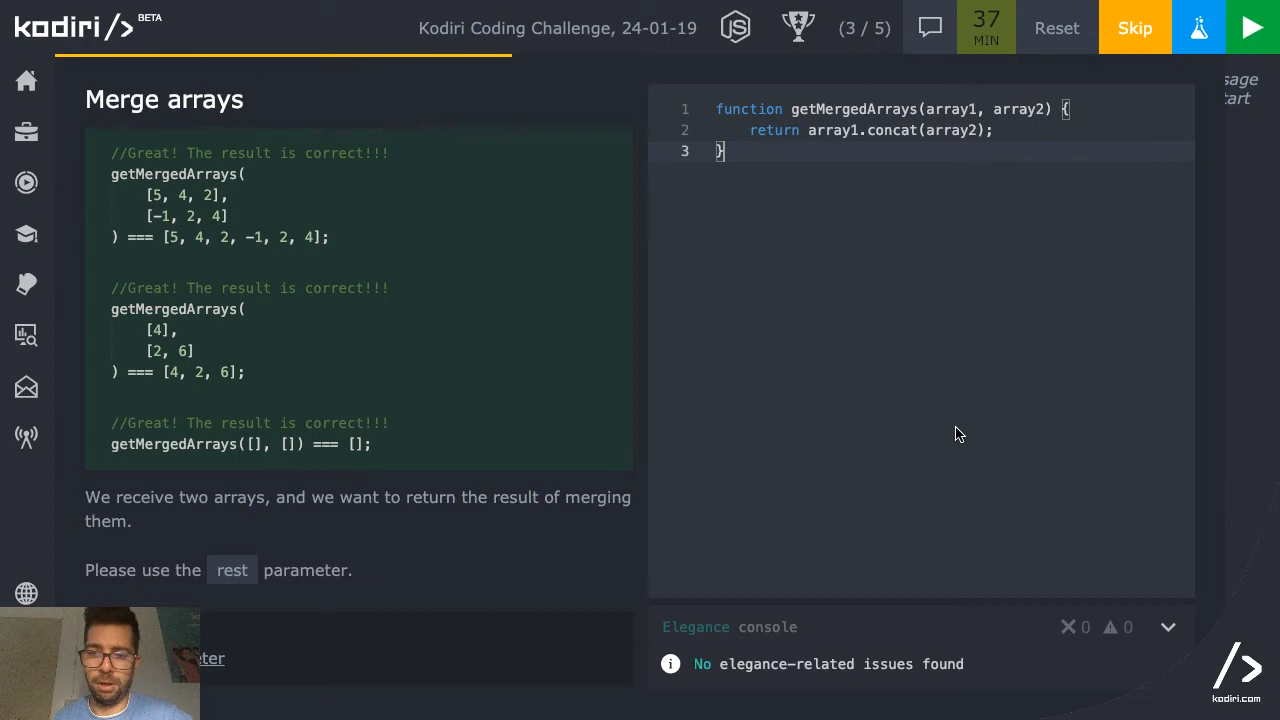 kodiri/> BETA
Kodiri Coding Challenge, 24-01-19
JS
(3 / 5)
37
MIN
Reset
Skip
Merge arrays
//Great! The result is correct!!!
getMergedArrays(
[5, 4, 2],
[-1, 2, 4]
) === [5, 4, 2, -1, 2, 4];
//Great! The result is correct!!!
getMergedArrays(
[4],
[2, 6]
) === [4, 2, 6];
//Great! The result is correct!!!
getMergedArrays([], []) === [];
We receive two arrays, and we want to return the result of merging
them.
Please use the rest parameter.
1 function getMergedArrays(array1, array2) {
2 return array1.concat(array2);
3 }
Elegance console
0 0
i No elegance-related issues found
/>
kodiri.com